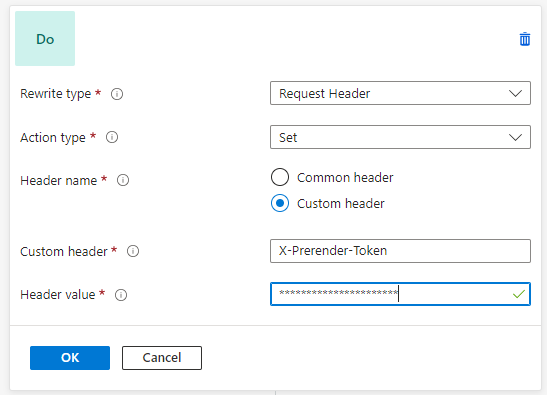 Do
Rewrite type * Request Header
Action type * Set
Header name * Common header
Custom header
Custom header * X-Prerender-Token
Header value * **********************
OK Cancel